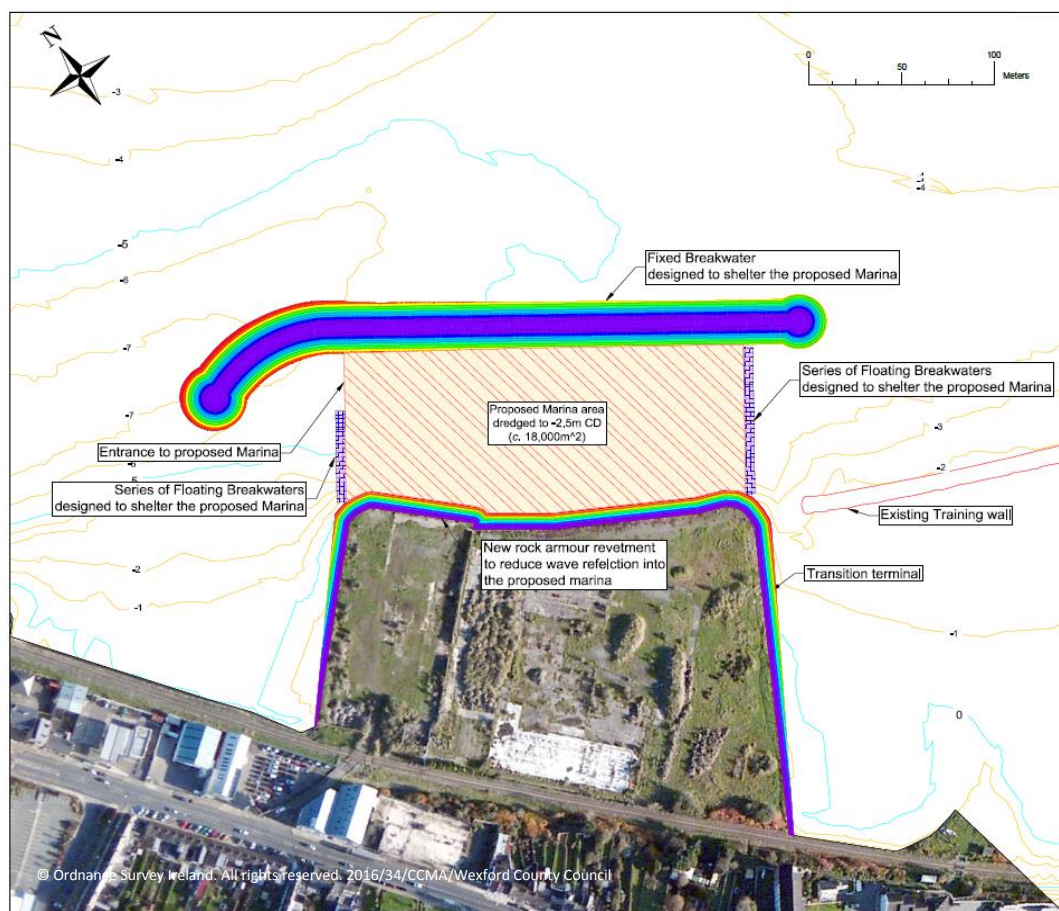 N
0
50
100
Meters
-3
-4
-4
-4
-5
-6
-7
Fixed Breakwater
designed to shelter the proposed Marina
Series of Floating Breakwaters
designed to shelter the proposed Marina
Proposed Marina area
dredged to -2,5m CD
(c. 18,000m^2)
-7
Entrance to proposed Marina
-3
-2
Series of Floating Breakwaters
designed to shelter the proposed Marina
Existing Training wall
New rock armour revetment
to reduce wave refelction into
the proposed marina
Transition terminal
-2
-1
-1
0
© Ordnance Survey Ireland. All rights reserved. 2016/34/CCMA/Wexford County Council